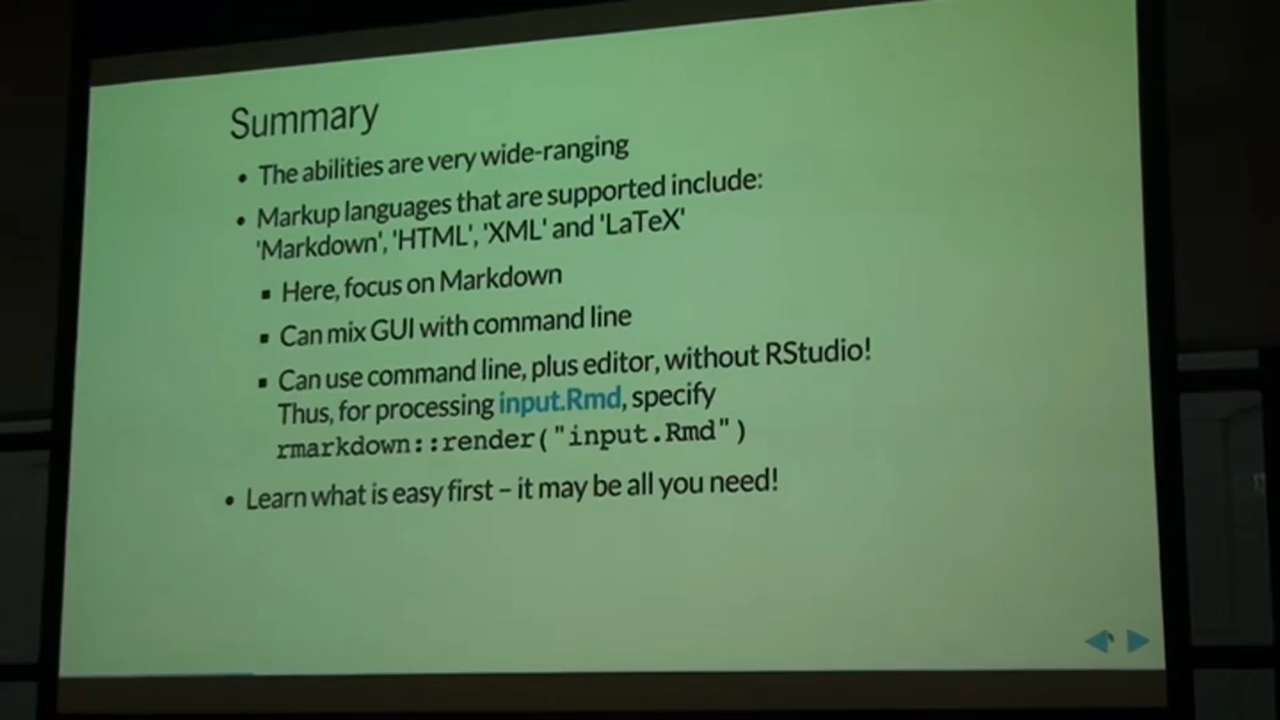 Summary
• The abilities are very wide-ranging
• Markup languages that are supported include:
'Markdown', 'HTML', 'XML' and 'LaTeX'
▪ Here, focus on Markdown
▪ Can mix GUI with command line
▪ Can use command line, plus editor, without RStudio!
Thus, for processing input.Rmd, specify
rmarkdown::render("input.Rmd")
• Learn what is easy first – it may be all you need!